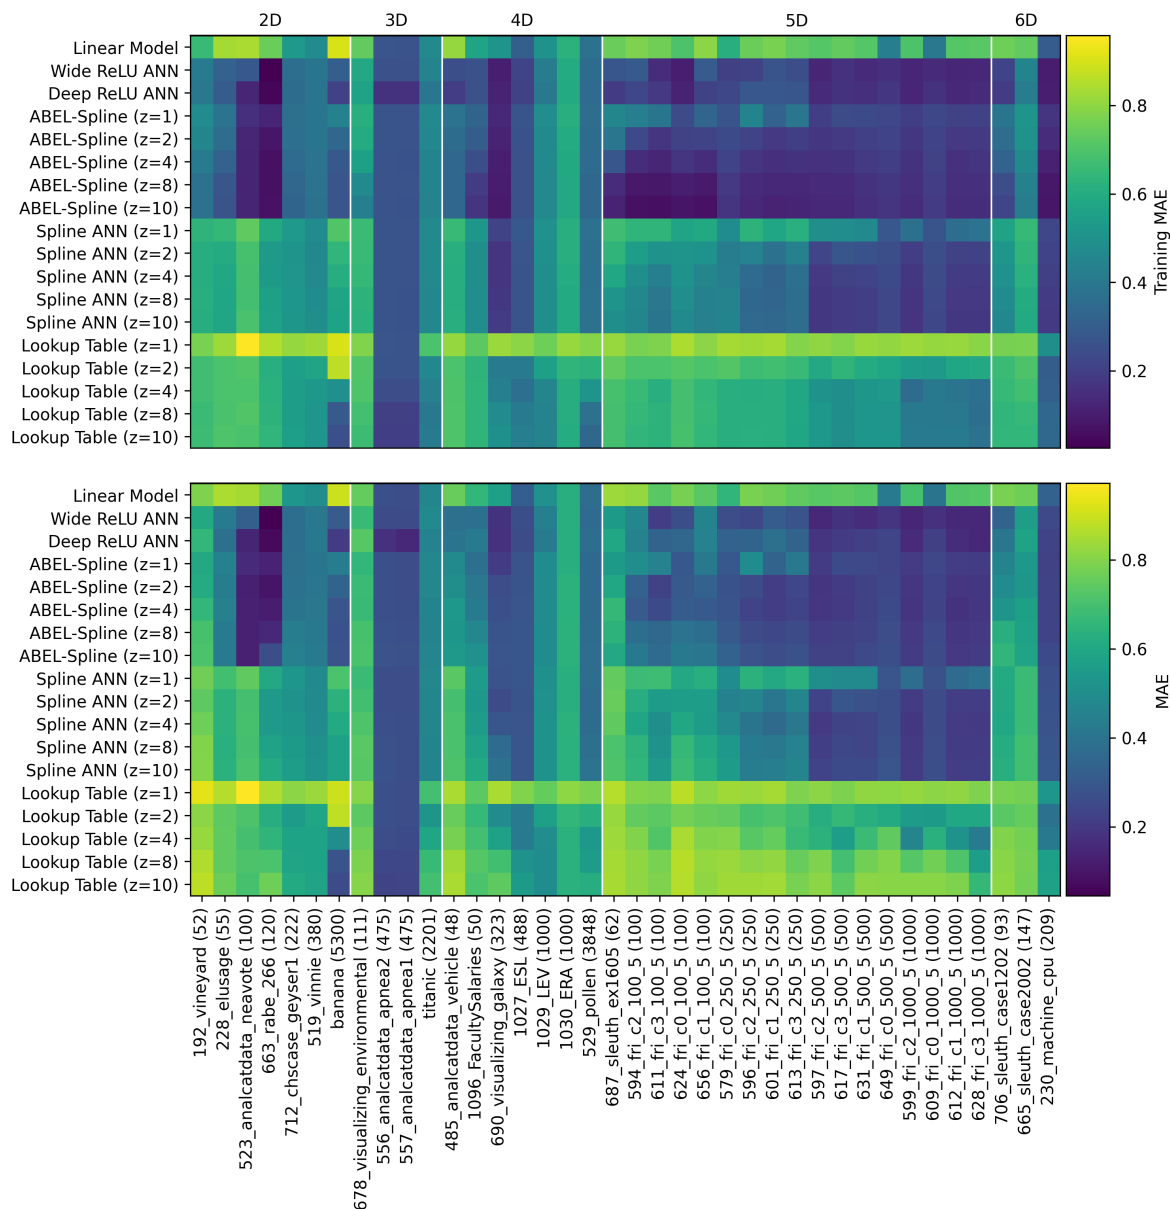 2D 3D 4D 5D 6D
Linear Model
Wide ReLU ANN
Deep ReLU ANN
ABEL-Spline (z=1)
ABEL-Spline (z=2)
ABEL-Spline (z=4)
ABEL-Spline (z=8)
ABEL-Spline (z=10)
Spline ANN (z=1)
Spline ANN (z=2)
Spline ANN (z=4)
Spline ANN (z=8)
Spline ANN (z=10)
Lookup Table (z=1)
Lookup Table (z=2)
Lookup Table (z=4)
Lookup Table (z=8)
Lookup Table (z=10)
0.8
0.6
0.4
0.2
Training MAE
Linear Model
Wide ReLU ANN
Deep ReLU ANN
ABEL-Spline (z=1)
ABEL-Spline (z=2)
ABEL-Spline (z=4)
ABEL-Spline (z=8)
ABEL-Spline (z=10)
Spline ANN (z=1)
Spline ANN (z=2)
Spline ANN (z=4)
Spline ANN (z=8)
Spline ANN (z=10)
Lookup Table (z=1)
Lookup Table (z=2)
Lookup Table (z=4)
Lookup Table (z=8)
Lookup Table (z=10)
0.8
0.6
0.4
0.2
MAE
192_vineyard (52)
228_elusage (55)
523_analcatdata_neavote (100)
663_rabe_266 (120)
712_chscase_geyser1 (222)
519_vinnie (380)
banana (5300)
678_visualizing_environmental (111)
556_analcatdata_apnea2 (475)
557_analcatdata_apnea1 (475)
titanic (2201)
485_analcatdata_vehicle (48)
1096_FacultySalaries (50)
690_visualizing_galaxy (323)
1027_ESL (488)
1029_LEV (1000)
1030_ERA (1000)
529_pollen (3848)
687_sleuth_ex1605 (62)
594_fri_c2_100_5 (100)
611_fri_c3_100_5 (100)
624_fri_c0_100_5 (100)
656_fri_c1_100_5 (100)
579_fri_c0_250_5 (250)
596_fri_c2_250_5 (250)
601_fri_c1_250_5 (250)
613_fri_c3_250_5 (250)
597_fri_c2_500_5 (500)
617_fri_c3_500_5 (500)
631_fri_c1_500_5 (500)
649_fri_c0_500_5 (500)
599_fri_c2_1000_5 (1000)
609_fri_c0_1000_5 (1000)
612_fri_c1_1000_5 (1000)
628_fri_c3_1000_5 (1000)
706_sleuth_case1202 (93)
665_sleuth_case2002 (147)
230_machine_cpu (209)